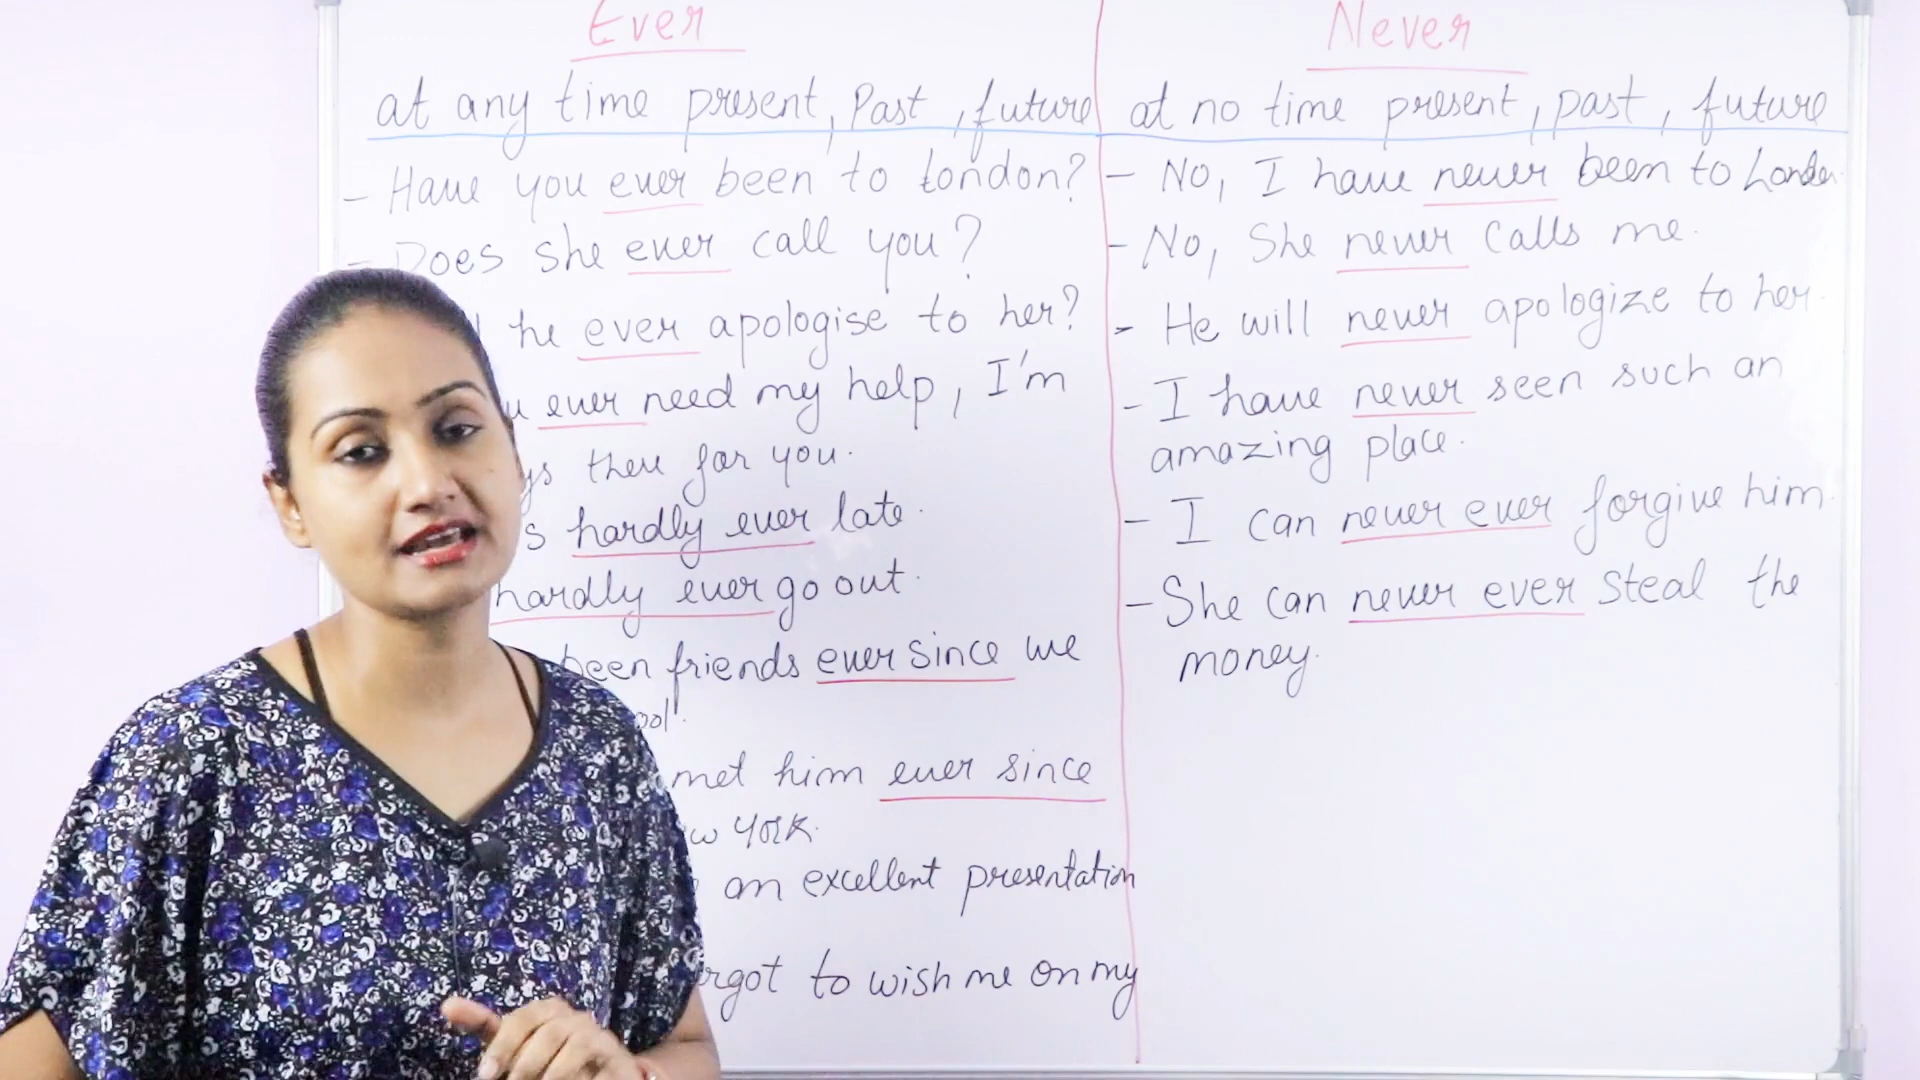 Ever
at any time present, Past, future
- Have you ever been to London?
- Does she ever call you?
he ever apologise to her?
ever need my help, I'm
there for you.
hardly ever late.
hardly ever go out.
been friends ever since we
met him ever since
York.
an excellent presentation
to wish me on my
Never
at no time present, past, future
- No, I have never been to London.
- No, She never calls me.
- He will never apologize to her.
- I have never seen such an
amazing place.
- I can never ever forgive him.
- She can never ever steal the
money.